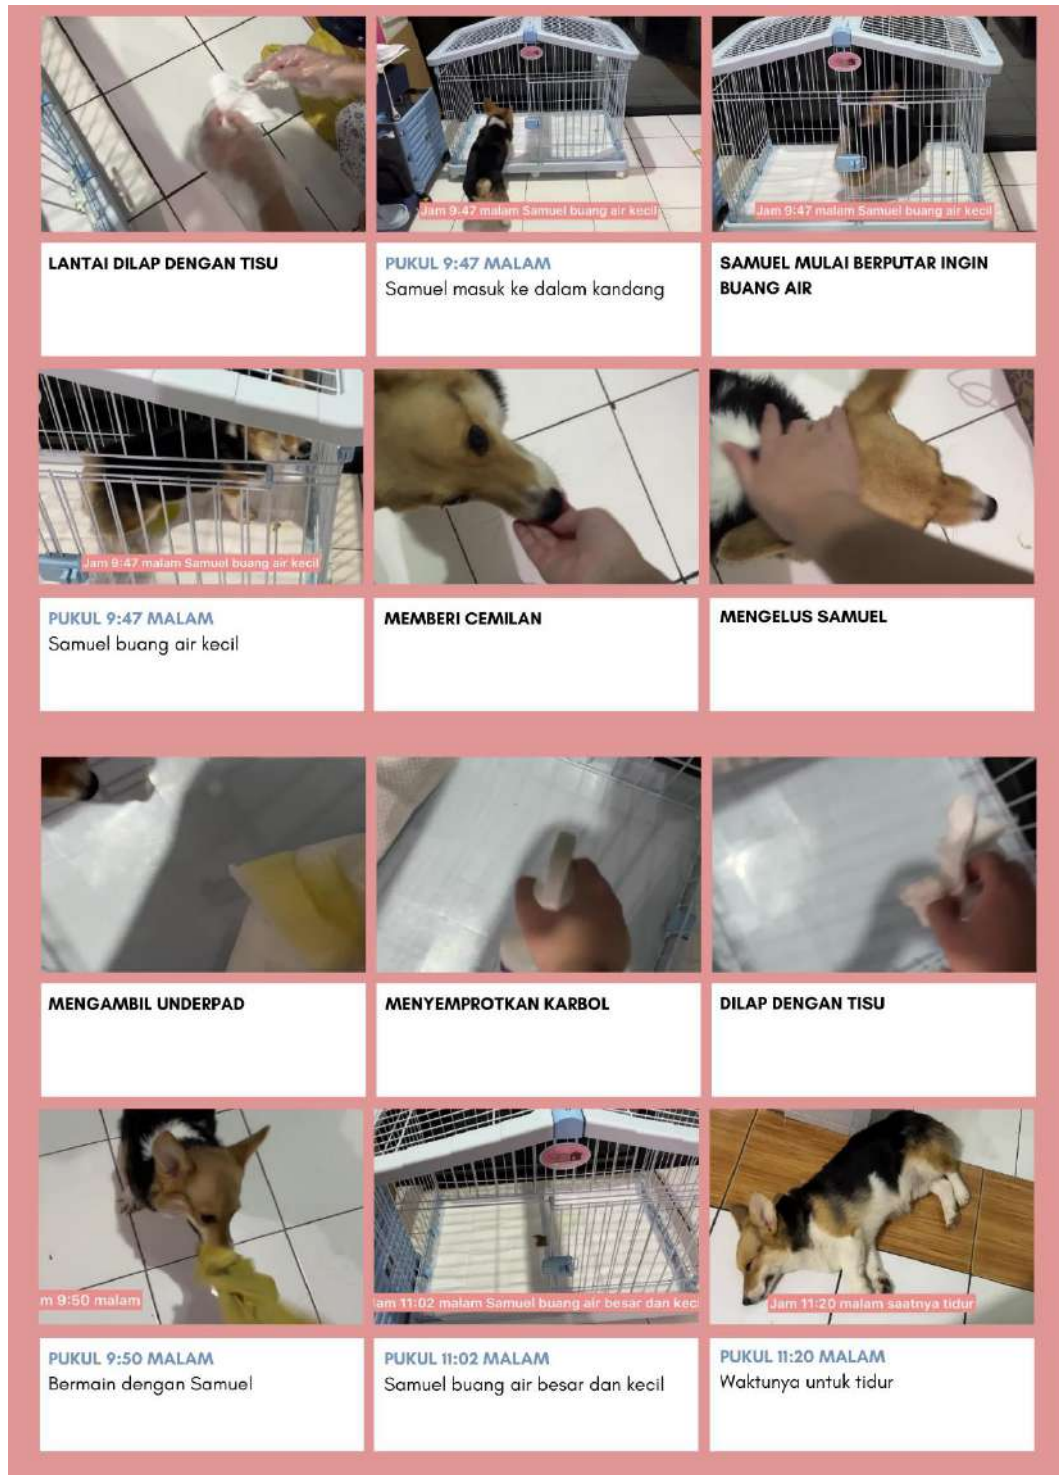 Jam 9:47 malam Samuel buang air kecil
Jam 9:47 malam Samuel buang air kecil
LANTAI DILAP DENGAN TISU
PUKUL 9:47 MALAM
Samuel masuk ke dalam kandang
SAMUEL MULAI BERPUTAR INGIN
BUANG AIR
Jam 9:47 malam Samuel buang air kecil
PUKUL 9:47 MALAM
Samuel buang air kecil
MEMBERI CEMILAN
MENGELUS SAMUEL
MENGAMBIL UNDERPAD
MENYEMPROTKAN KARBOL
DILAP DENGAN TISU
m 9:50 malam
am 11:02 malam Samuel buang air besar dan kec
Jam 11:20 malam saatnya tidur
PUKUL 9:50 MALAM
Bermain dengan Samuel
PUKUL 11:02 MALAM
Samuel buang air besar dan kecil
PUKUL 11:20 MALAM
Waktunya untuk tidur